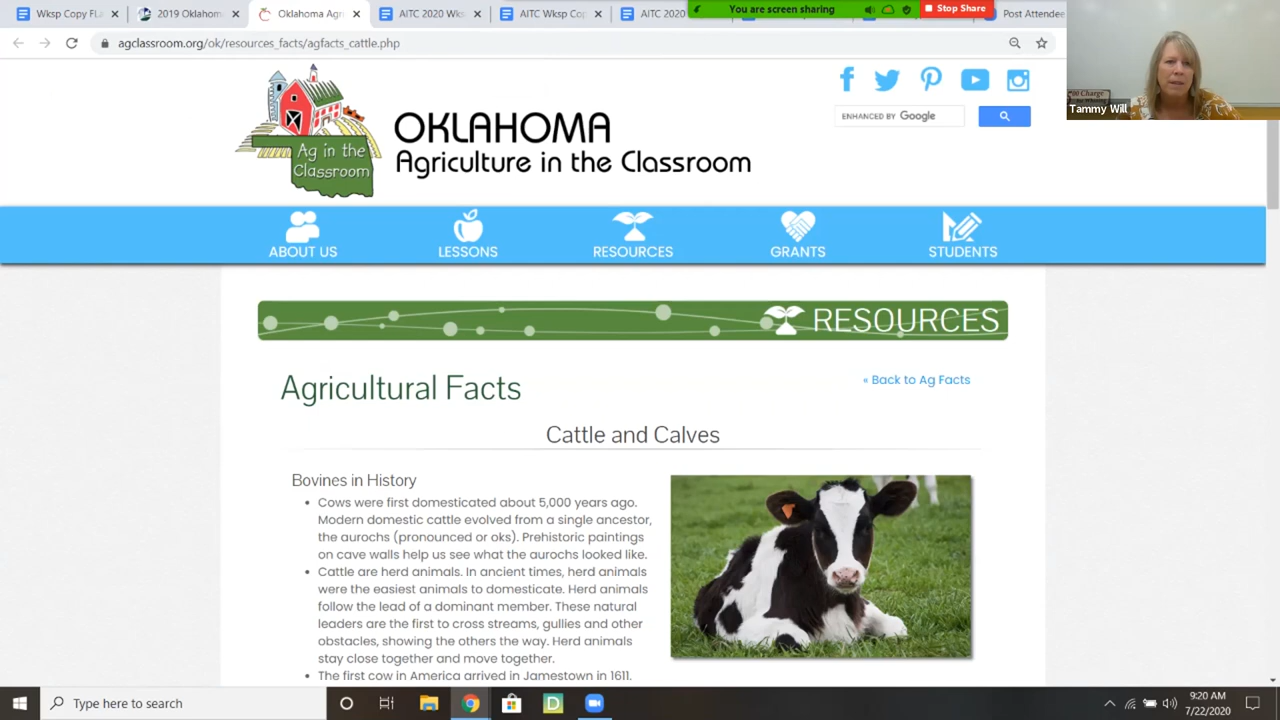 Wksp Copy FL
2019 Oklahom
Oklahoma Agri
AITC 2020 Wks
AITC Wksp Cop
AITC 2020
You are screen sharing
Stop Share
Post Attendee
agclassroom.org/ok/resources_facts/agfacts_cattle.php
Tammy Will
Ag in the
Classroom
OKLAHOMA
Agriculture in the Classroom
ENHANCED BY Google
ABOUT US
LESSONS
RESOURCES
GRANTS
STUDENTS
RESOURCES
Agricultural Facts
« Back to Ag Facts
Cattle and Calves
Bovines in History
• Cows were first domesticated about 5,000 years ago.
Modern domestic cattle evolved from a single ancestor,
the aurochs (pronounced or oks). Prehistoric paintings
on cave walls help us see what the aurochs looked like.
• Cattle are herd animals. In ancient times, herd animals
were the easiest animals to domesticate. Herd animals
follow the lead of a dominant member. These natural
leaders are the first to cross streams, gullies and other
obstacles, showing the others the way. Herd animals
stay close together and move together.
• The first cow in America arrived in Jamestown in 1611.
Type here to search
9:20 AM
7/22/2020